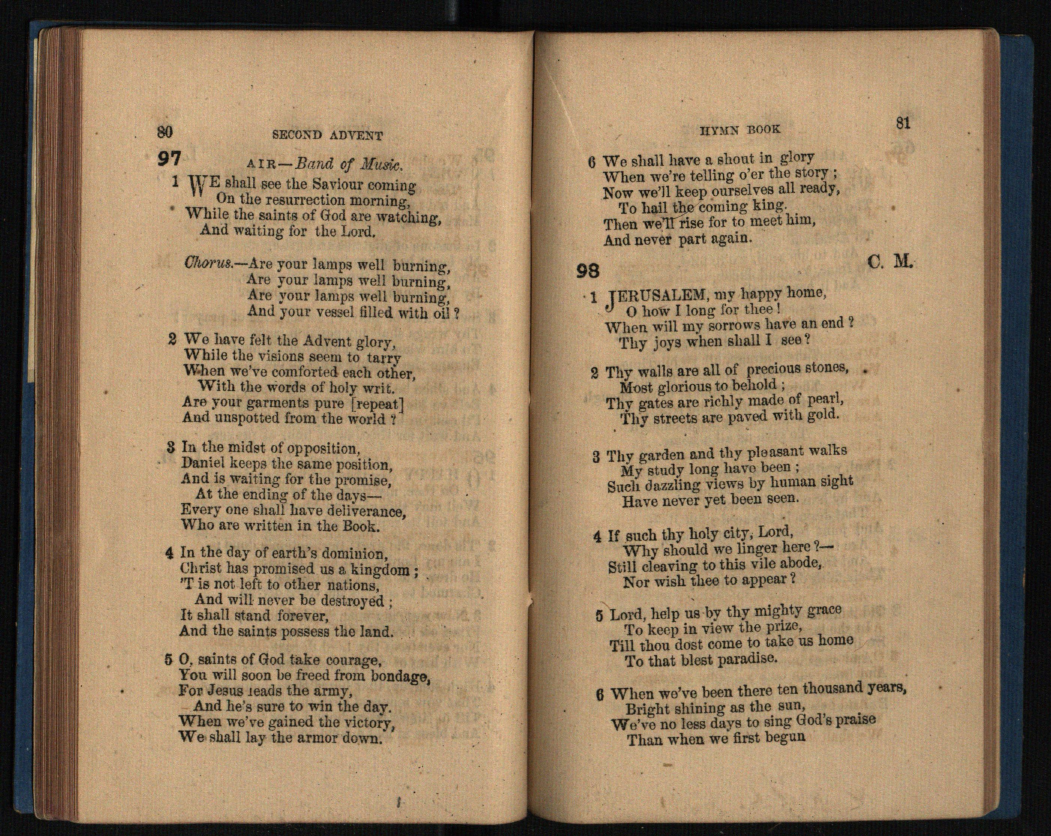 80
SECOND ADVENT
97
AIR—Band of Music.
1 WE shall see the Saviour coming
On the resurrection morning,
While the saints of God are watching,
And waiting for the Lord.
Chorus.—Are your lamps well burning,
Are your lamps well burning,
Are your lamps well burning,
And your vessel filled with oil?
2 We have felt the Advent glory,
While the visions seem to tarry
When we've comforted each other,
With the words of holy writ.
Are your garments pure [repeat]
And unspotted from the world?
3 In the midst of opposition,
Daniel keeps the same position,
And is waiting for the promise,
At the ending of the days—
Every one shall have deliverance,
Who are written in the Book.
4 In the day of earth's dominion,
Christ has promised us a kingdom;
'T is not left to other nations,
And will never be destroyed;
It shall stand forever,
And the saints possess the land.
5 O, saints of God take courage,
You will soon be freed from bondage,
For Jesus leads the army,
And he's sure to win the day.
When we've gained the victory,
We shall lay the armor down.
HYMN BOOK
81
6 We shall have a shout in glory
When we're telling o'er the story;
Now we'll keep ourselves all ready,
To hail the coming king.
Then we'll rise for to meet him,
And never part again.
98
C. M.
1 JERUSALEM, my happy home,
O how I long for thee!
When will my sorrows have an end?
Thy joys when shall I see?
2 Thy walls are all of precious stones,
Most glorious to behold;
Thy gates are richly made of pearl,
Thy streets are paved with gold.
3 Thy garden and thy pleasant walks
My study long have been;
Such dazzling views by human sight
Have never yet been seen.
4 If such thy holy city, Lord,
Why should we linger here?—
Still cleaving to this vile abode,
Nor wish thee to appear?
5 Lord, help us by thy mighty grace
To keep in view the prize,
Till thou dost come to take us home
To that blest paradise.
6 When we've been there ten thousand years,
Bright shining as the sun,
We've no less days to sing God's praise
Than when we first begun